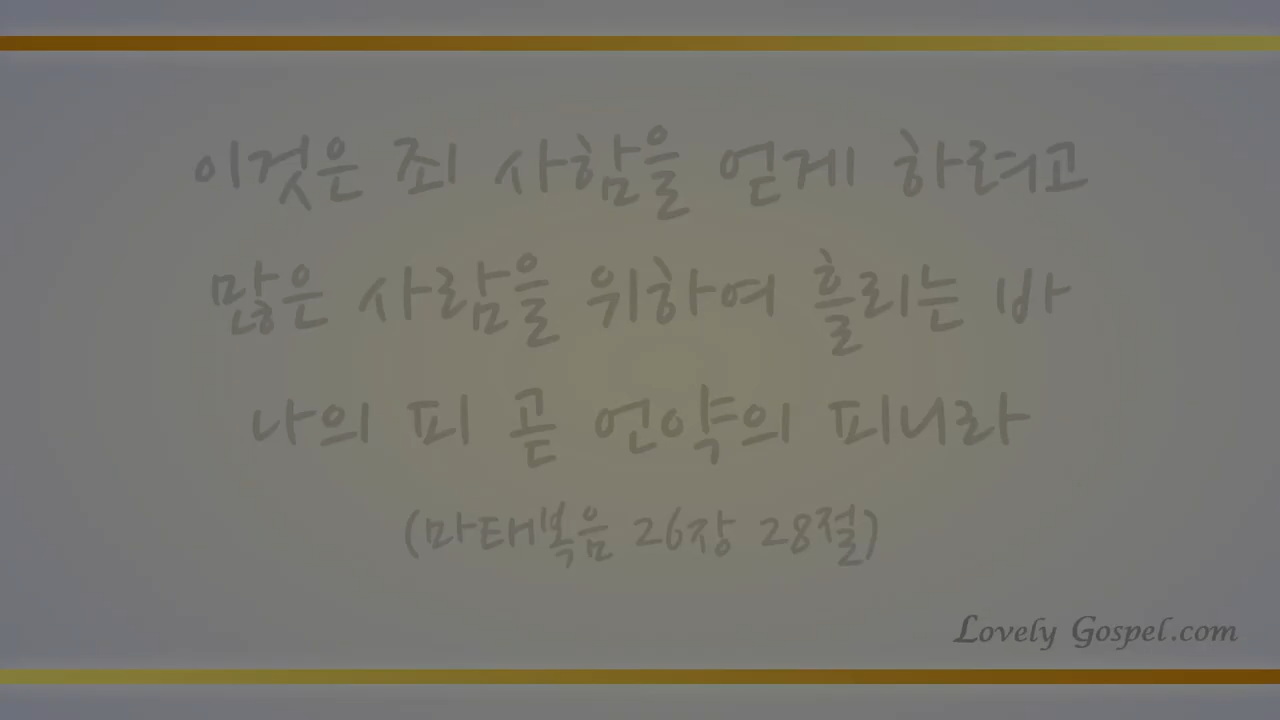 이것은 죄 사함을 얻게 하려고
많은 사람을 위하여 흘리는 바
나의 피 곧 언약의 피니라
(마태복음 26장 28절)
Lovely Gospel.com